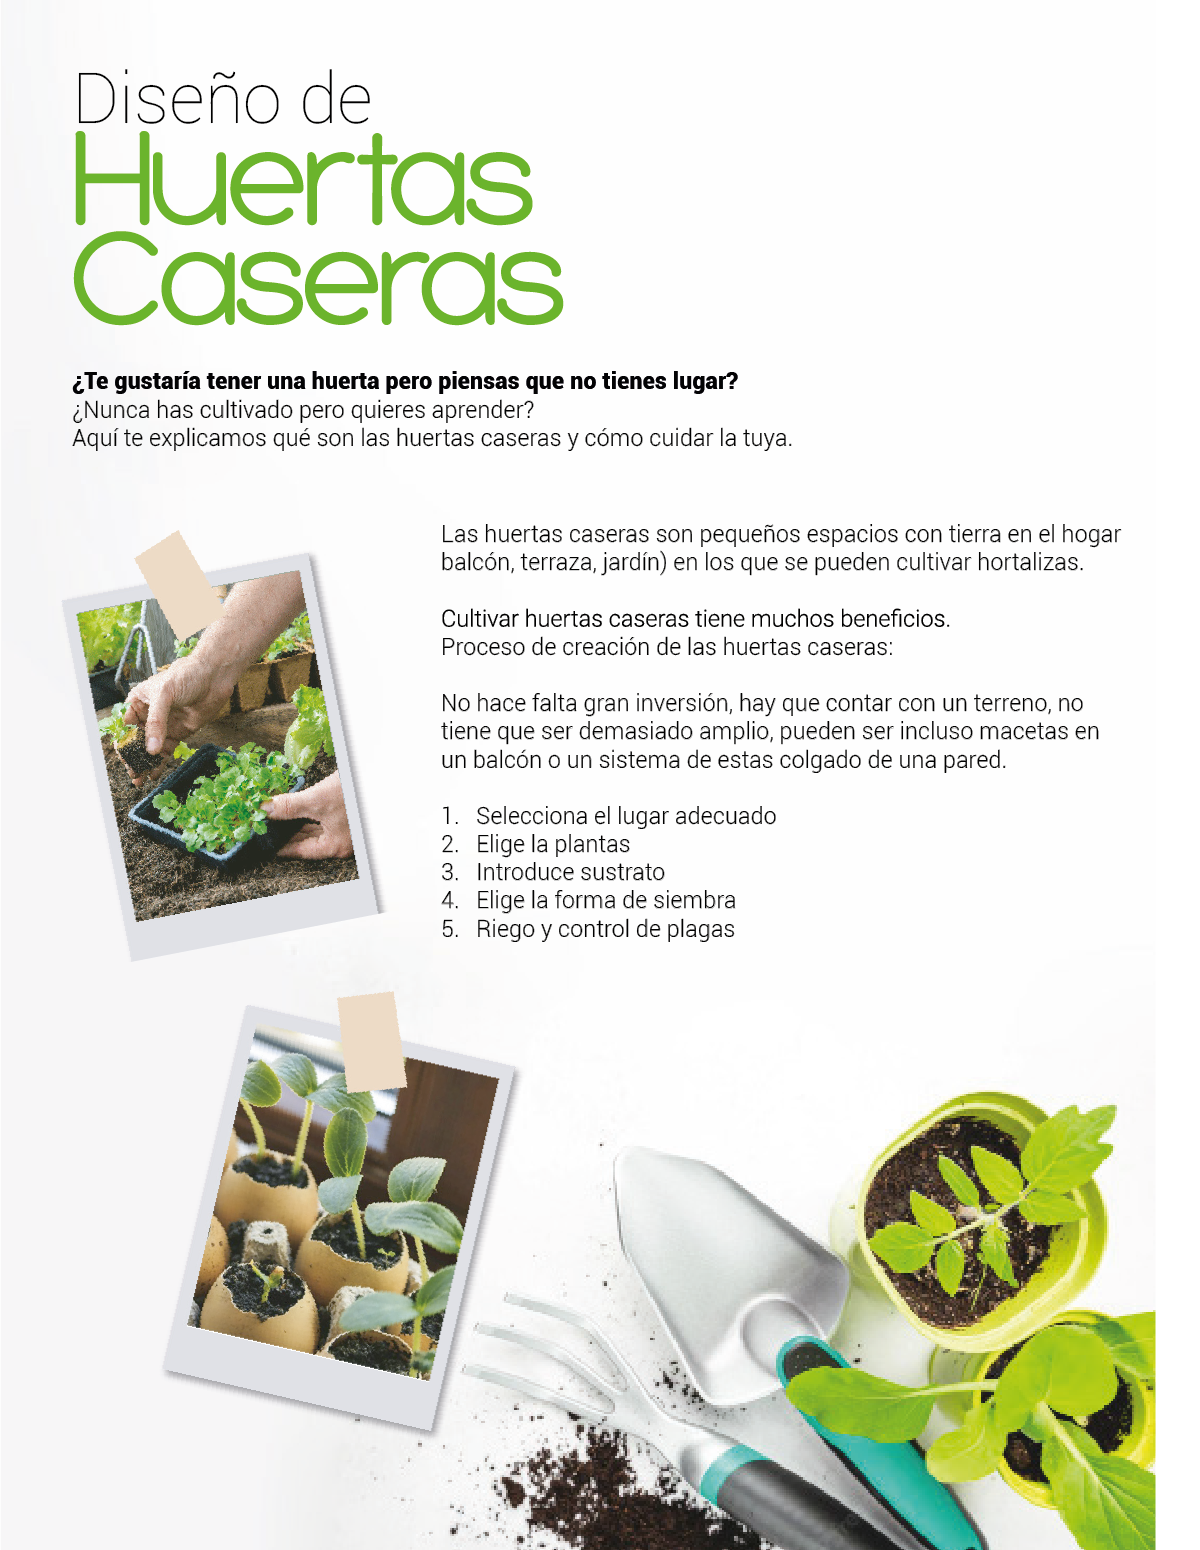 Diseño de
Huertas
Caseras
¿Te gustaría tener una huerta pero piensas que no tienes lugar?
¿Nunca has cultivado pero quieres aprender?
Aquí te explicamos qué son las huertas caseras y cómo cuidar la tuya.
Las huertas caseras son pequeños espacios con tierra en el hogar
balcón, terraza, jardín) en los que se pueden cultivar hortalizas.
Cultivar huertas caseras tiene muchos beneficios.
Proceso de creación de las huertas caseras:
No hace falta gran inversión, hay que contar con un terreno, no
tiene que ser demasiado amplio, pueden ser incluso macetas en
un balcón o un sistema de estas colgado de una pared.
1. Selecciona el lugar adecuado
2. Elige la plantas
3. Introduce sustrato
4. Elige la forma de siembra
5. Riego y control de plagas